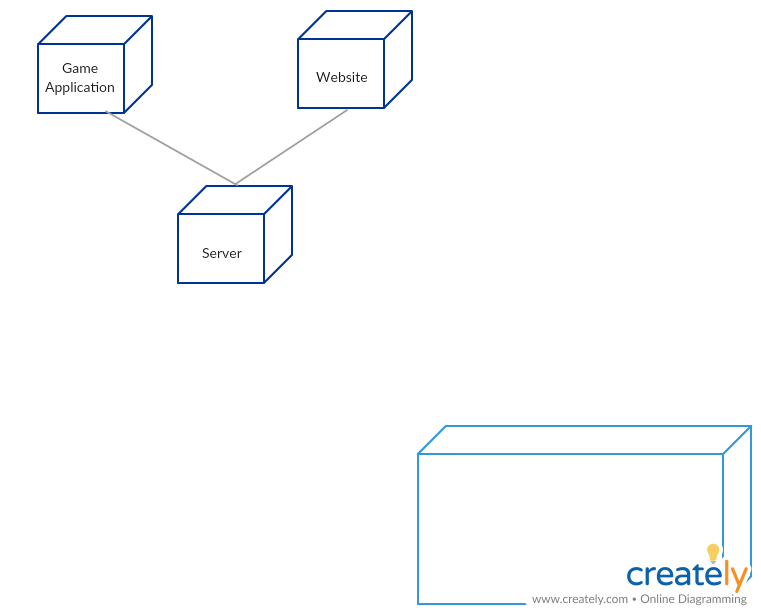 Game
Application
Website
Server
creately
www.creately.com • Online Diagramming